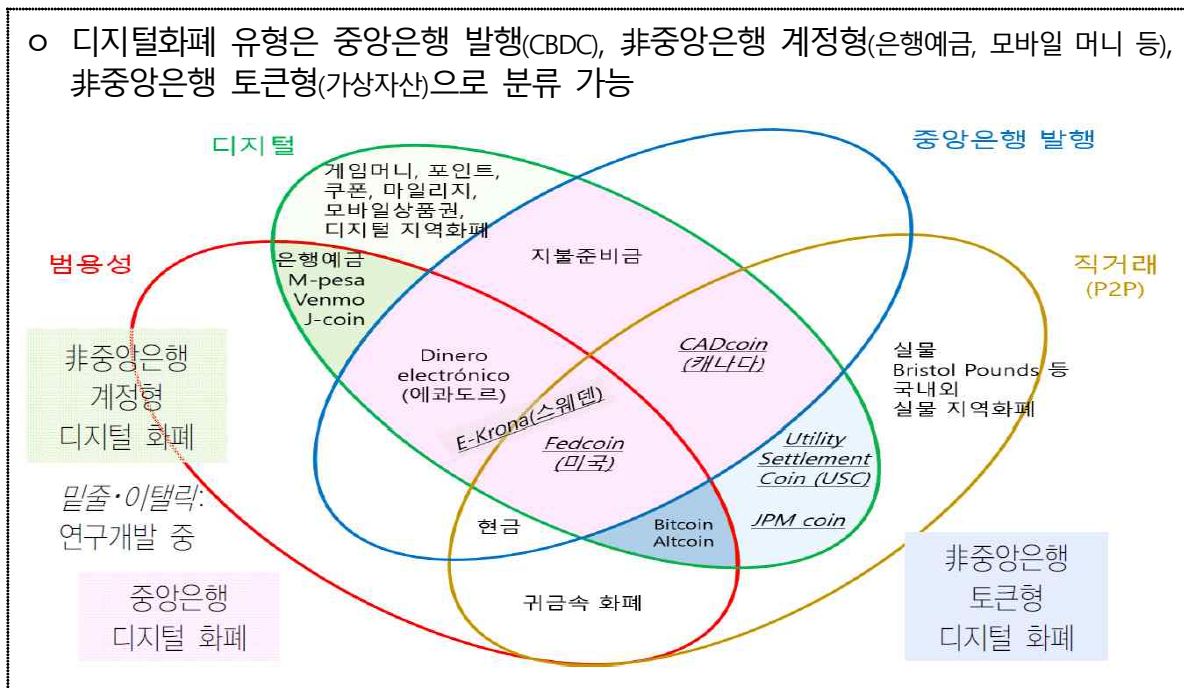 ㅇ 디지털화폐 유형은 중앙은행 발행(CBDC), 非중앙은행 계정형(은행예금, 모바일 머니 등),
非중앙은행 토큰형(가상자산)으로 분류 가능
디지털
중앙은행 발행
게임머니, 포인트,
쿠폰, 마일리지,
모바일상품권,
디지털 지역화폐
범용성
은행예금
M-pesa
Venmo
J-coin
지불준비금
직거래
(P2P)
非중앙은행
계정형
디지털 화폐
Dinero
electrónico
(에콰도르)
CADcoin
(캐나다)
실물
Bristol Pounds 등
국내외
실물 지역화폐
E-Krona(스웨덴)
Fedcoin
(미국)
Utility
Settlement
Coin (USC)
밑줄·이탤릭:
연구개발 중
현금
Bitcoin
Altcoin
JPM coin
중앙은행
디지털 화폐
귀금속 화폐
非중앙은행
토큰형
디지털 화폐